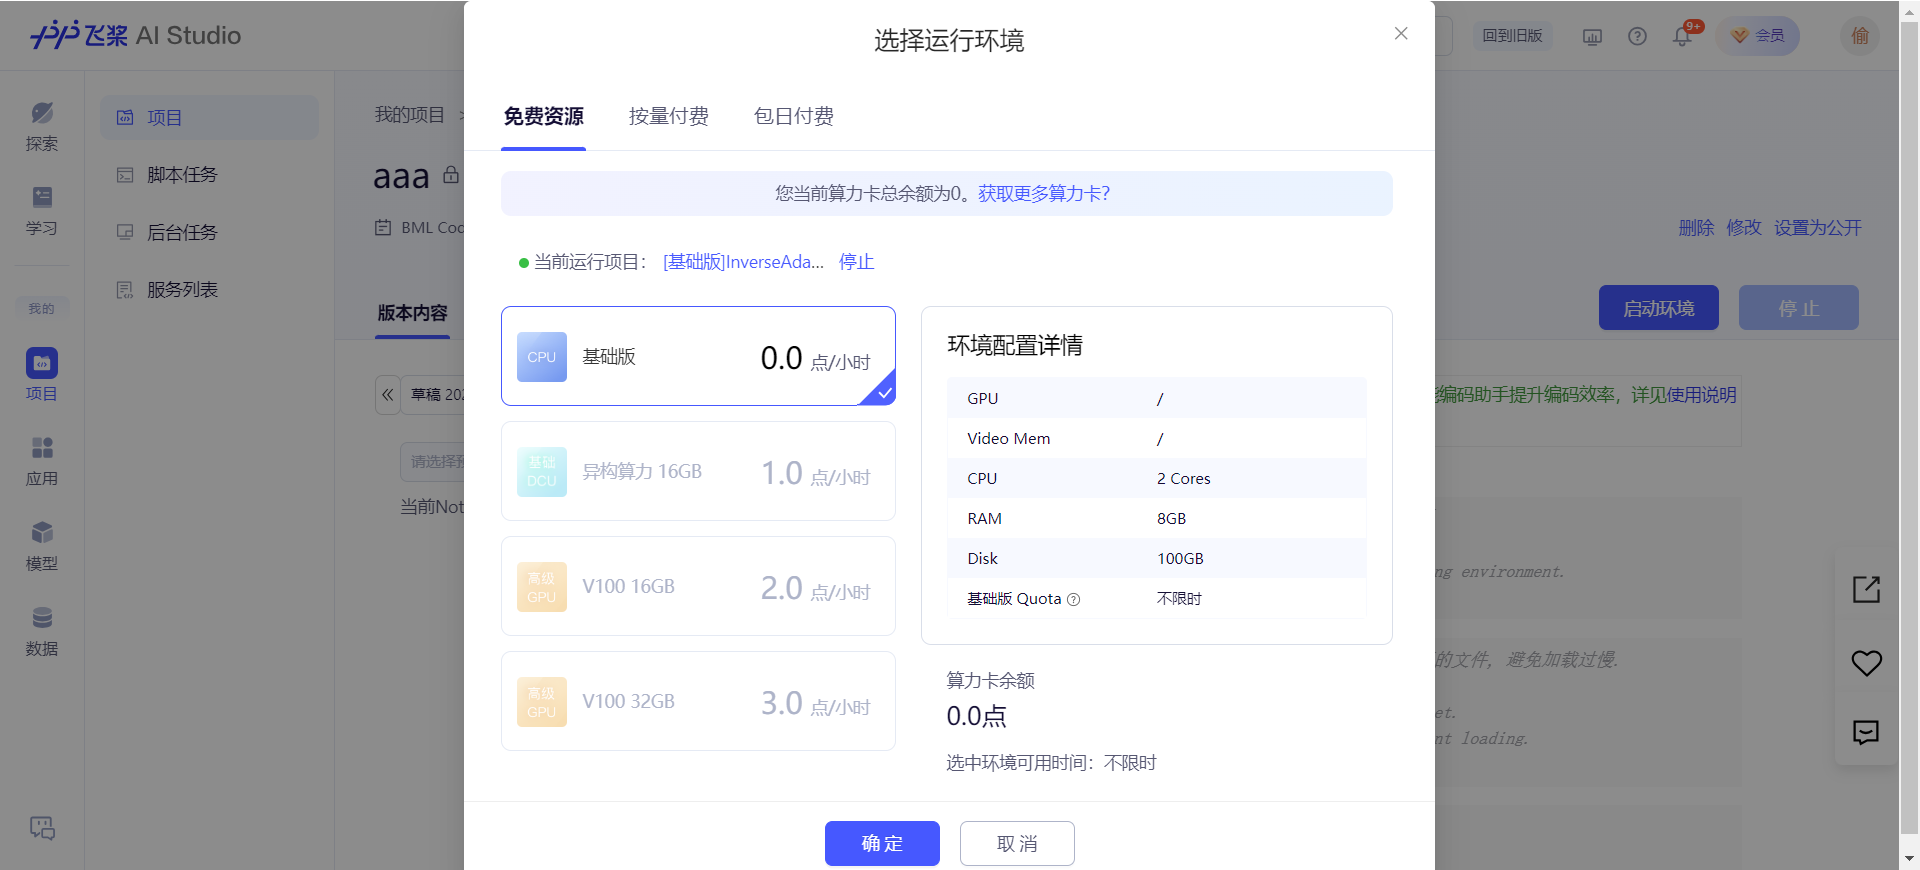 飞桨 AI Studio
回到旧版
9+
会员
偷
探索
学习
我的
项目
应用
模型
数据
项目
脚本任务
后台任务
服务列表
我的项目 >
aaa
BML Cod
删除 修改 设置为公开
版本内容
启动环境
停止
草稿 202
请选择预
当前Not
能编码助手提升编码效率，详见使用说明
ng environment.
的文件, 避免加载过慢.
et.
nt loading.
选择运行环境
免费资源
按量付费
包日付费
您当前算力卡总余额为0。获取更多算力卡?
当前运行项目： [基础版]InverseAda... 停止
CPU 基础版 0.0 点/小时
基础 DCU 异构算力 16GB 1.0 点/小时
高级 GPU V100 16GB 2.0 点/小时
高级 GPU V100 32GB 3.0 点/小时
环境配置详情
GPU /
Video Mem /
CPU 2 Cores
RAM 8GB
Disk 100GB
基础版 Quota 不限时
算力卡余额
0.0点
选中环境可用时间：不限时
确定
取消